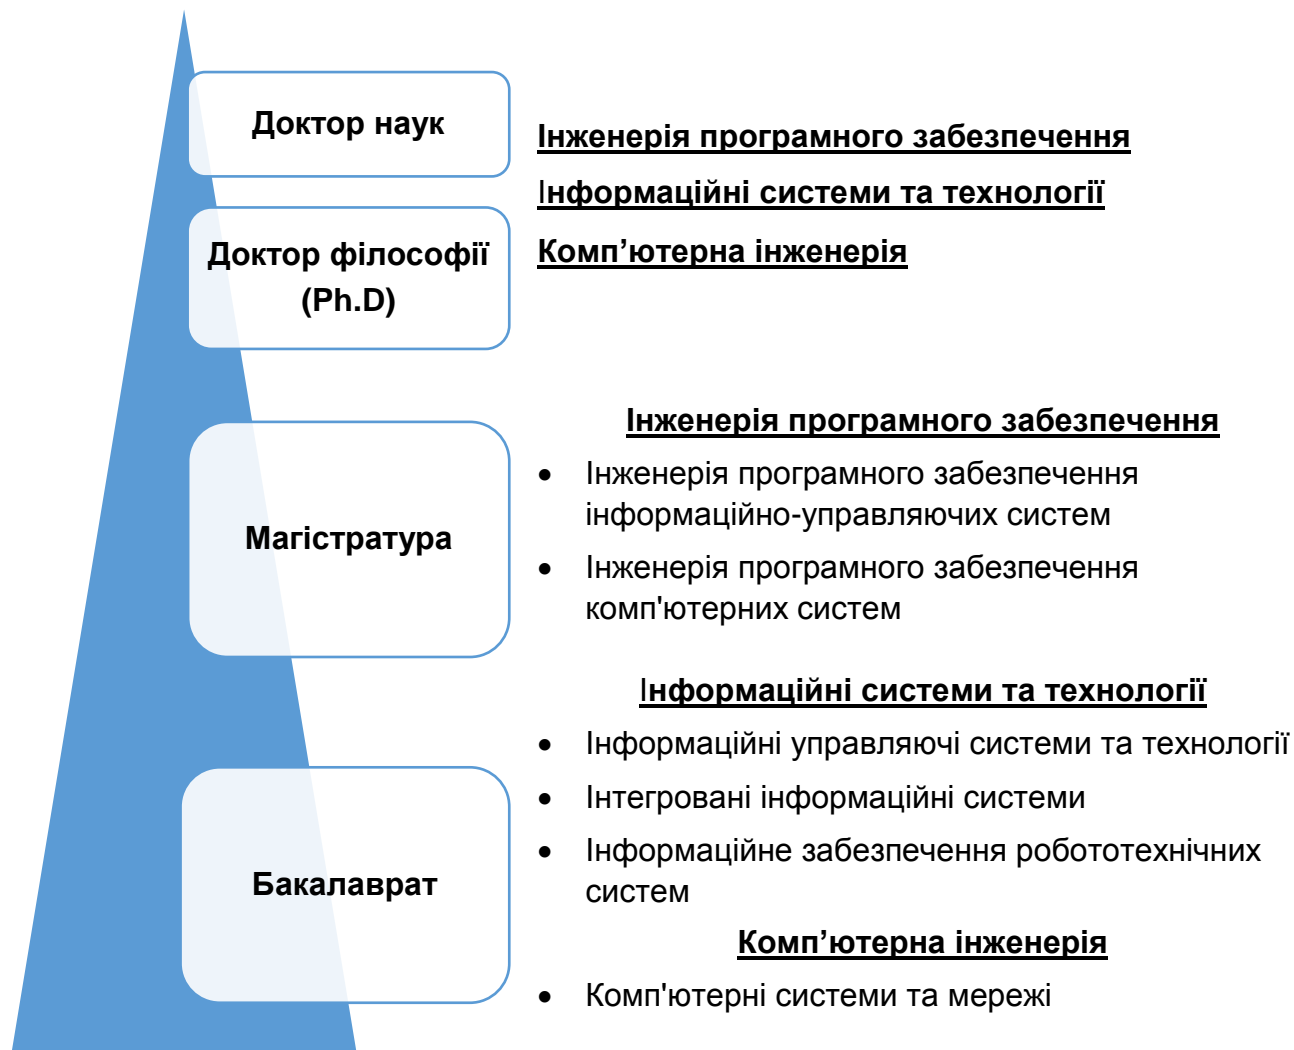 Доктор наук
Інженерія програмного забезпечення
Інформаційні системи та технології
Доктор філософії
(Ph.D)
Комп’ютерна інженерія
Магістратура
Інженерія програмного забезпечення
• Інженерія програмного забезпечення
інформаційно-управляючих систем
• Інженерія програмного забезпечення
комп'ютерних систем
Інформаційні системи та технології
• Інформаційні управляючі системи та технології
• Інтегровані інформаційні системи
• Інформаційне забезпечення робототехнічних
систем
Бакалаврат
Комп’ютерна інженерія
• Комп'ютерні системи та мережі